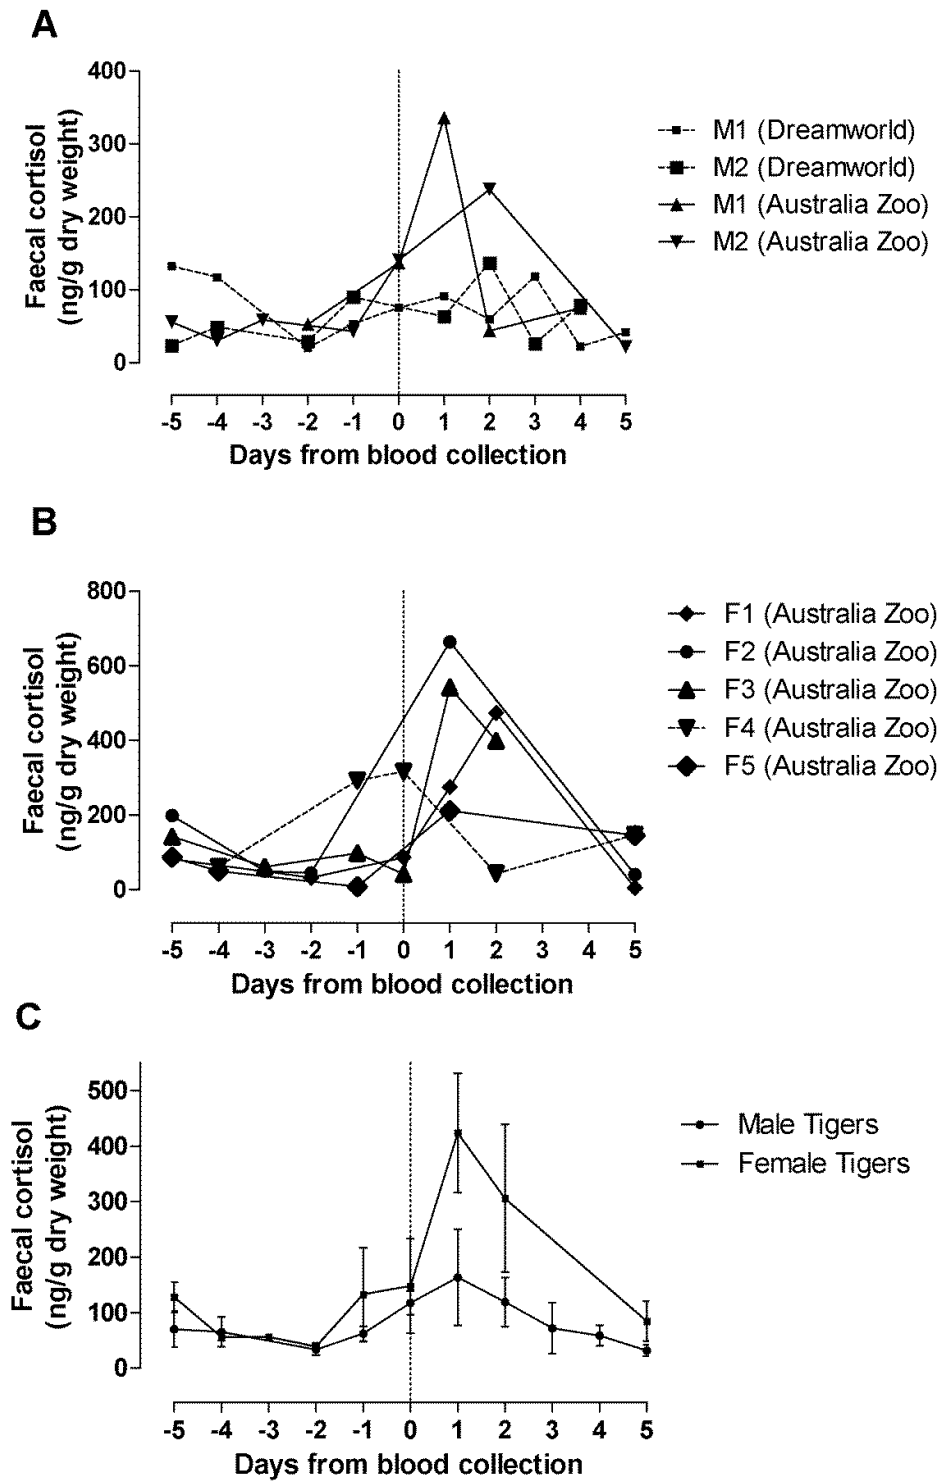 A
Faecal cortisol
(ng/g dry weight)
400
300
200
100
0
-5 -4 -3 -2 -1 0 1 2 3 4 5
Days from blood collection
M1 (Dreamworld)
M2 (Dreamworld)
M1 (Australia Zoo)
M2 (Australia Zoo)
B
Faecal cortisol
(ng/g dry weight)
800
600
400
200
0
-5 -4 -3 -2 -1 0 1 2 3 4 5
Days from blood collection
F1 (Australia Zoo)
F2 (Australia Zoo)
F3 (Australia Zoo)
F4 (Australia Zoo)
F5 (Australia Zoo)
C
Faecal cortisol
(ng/g dry weight)
500
400
300
200
100
0
-5 -4 -3 -2 -1 0 1 2 3 4 5
Days from blood collection
Male Tigers
Female Tigers